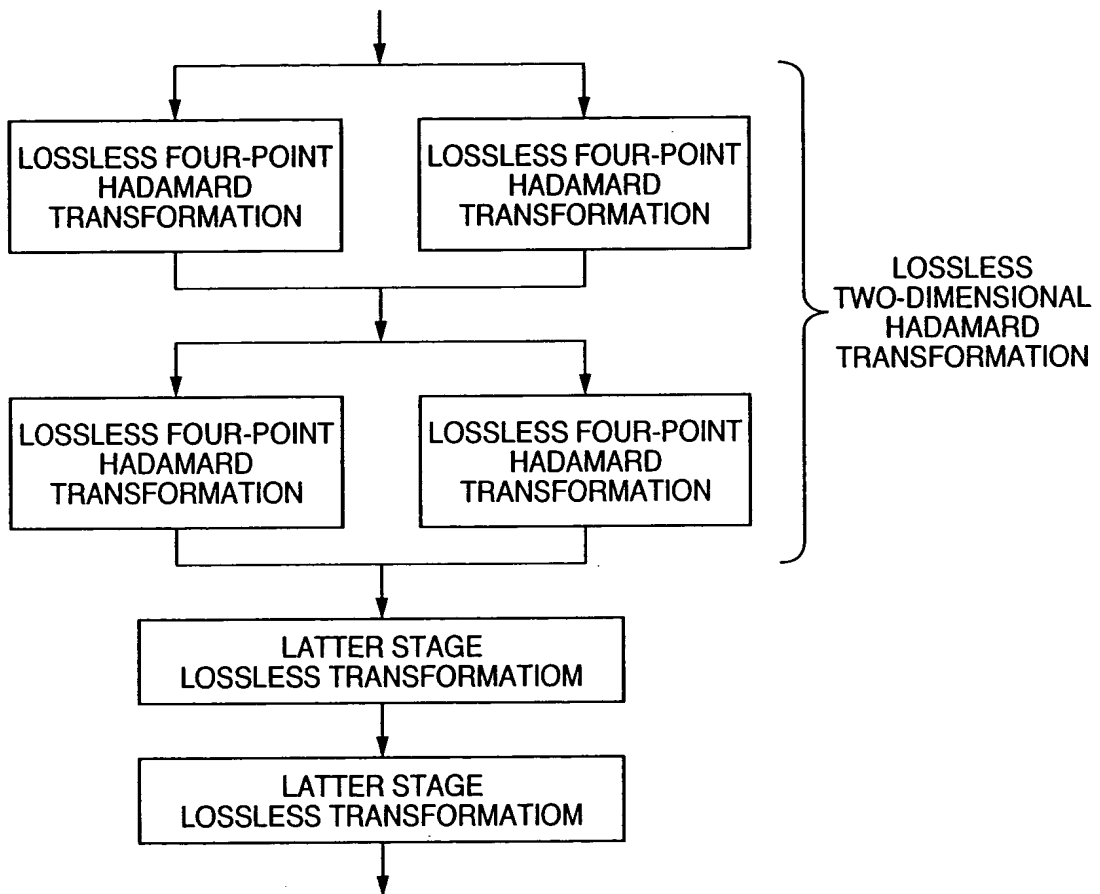 LOSSLESS FOUR-POINT
HADAMARD
TRANSFORMATION
LOSSLESS FOUR-POINT
HADAMARD
TRANSFORMATION
LOSSLESS
TWO-DIMENSIONAL
HADAMARD
TRANSFORMATION
LOSSLESS FOUR-POINT
HADAMARD
TRANSFORMATION
LOSSLESS FOUR-POINT
HADAMARD
TRANSFORMATION
LATTER STAGE
LOSSLESS TRANSFORMATIOM
LATTER STAGE
LOSSLESS TRANSFORMATIOM